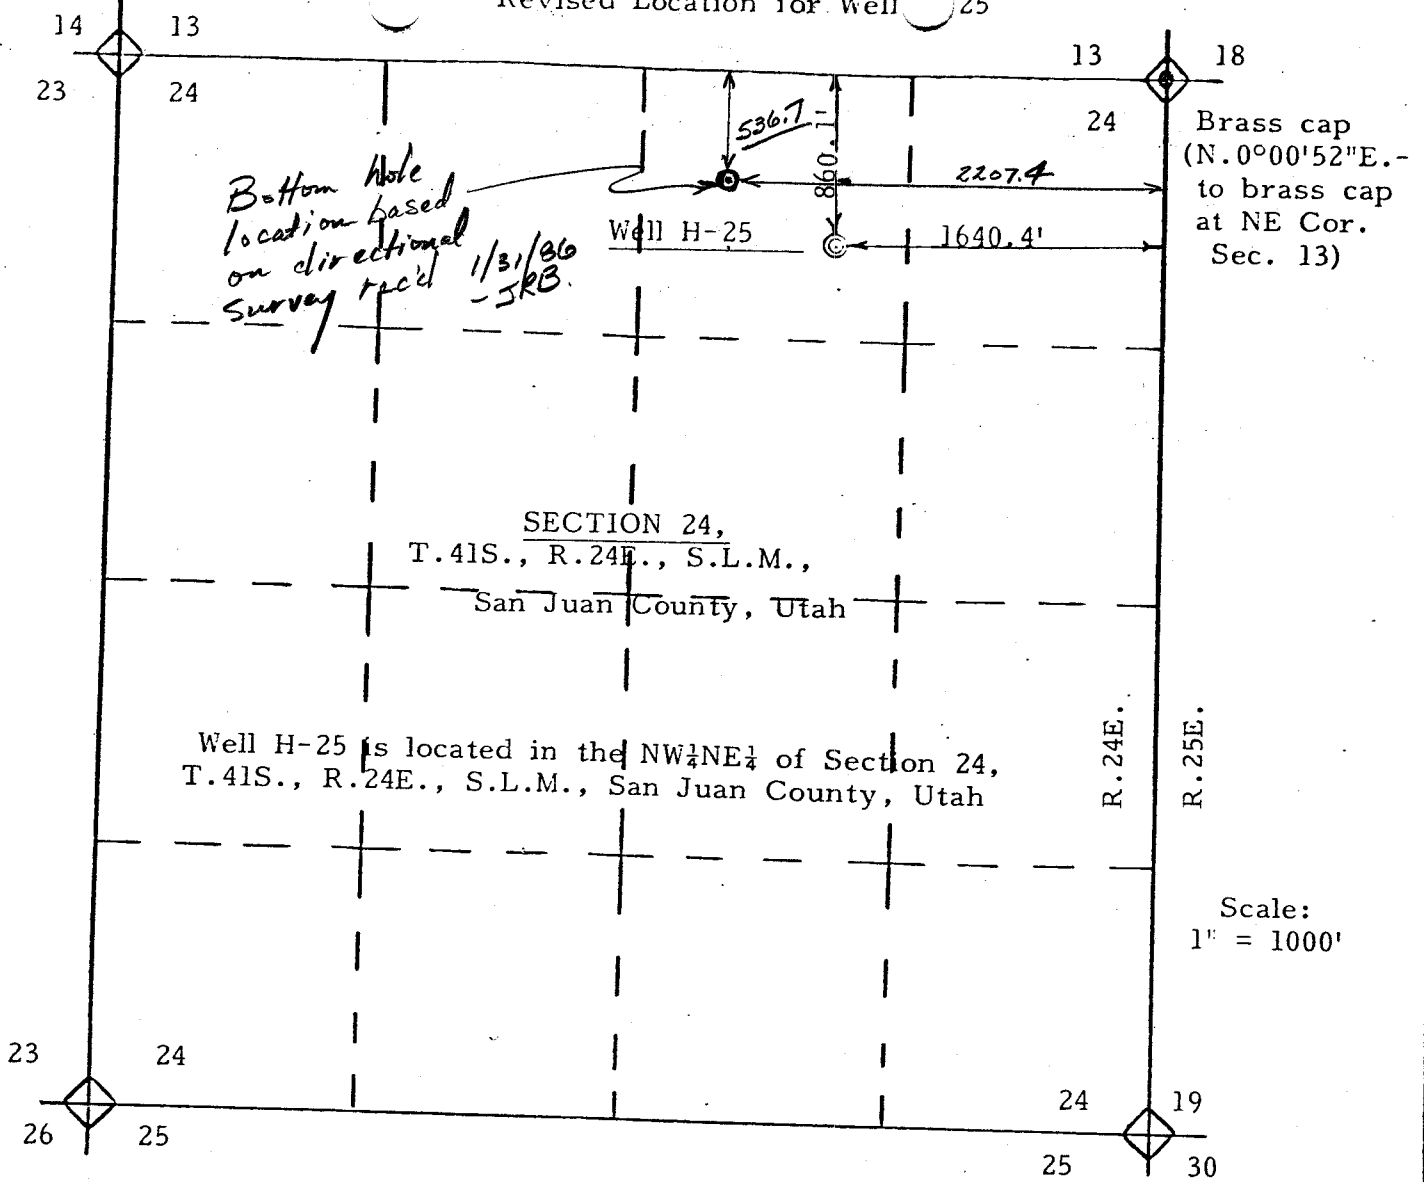 Revised Location for Well 25
14 13
13 18
23 24
24
Brass cap
(N.0°00'52"E.-
to brass cap
at NE Cor.
Sec. 13)
536.7
860.1'
2207.4
Bottom hole
location based
on directional
survey rec'd 1/31/86
- JRB.
Well H-25
1640.4'
SECTION 24,
T.41S., R.24E., S.L.M.,
San Juan County, Utah
Well H-25 is located in the NW¼NE¼ of Section 24,
T.41S., R.24E., S.L.M., San Juan County, Utah
R.24E.
R.25E.
Scale:
1" = 1000'
23 24
24 19
26 25
25 30